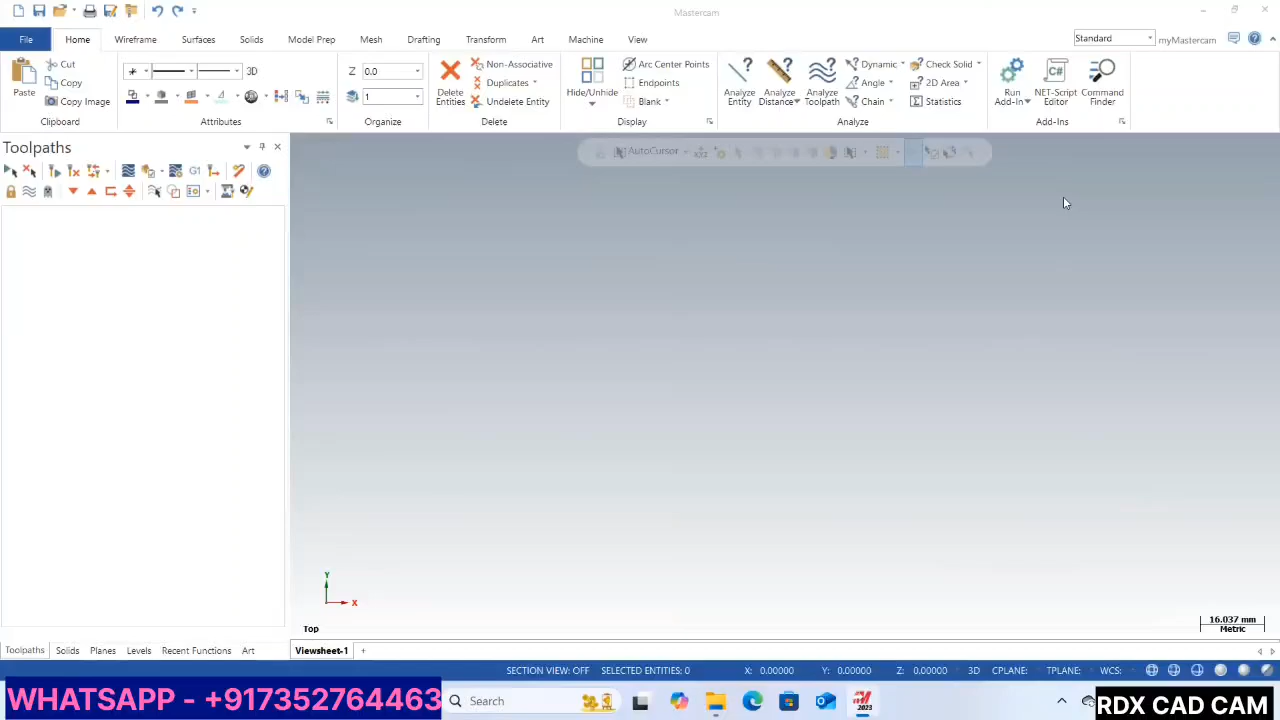 Mastercam
File Home Wireframe Surfaces Solids Model Prep Mesh Drafting Transform Art Machine View Standard myMastercam
Paste Cut Copy Copy Image Clipboard
3D Attributes
Z 0.0
1
Organize
Delete Entities Non-Associative Duplicates Undelete Entity Delete
Hide/Unhide Arc Center Points Endpoints Blank Display
Analyze Entity Analyze Distance Analyze Toolpath Dynamic Angle Chain Check Solid 2D Area Statistics Analyze
Run Add-In NET-Script Editor Command Finder Add-Ins
Toolpaths
G1
AutoCursor
Y
X
Top
16.037 mm
Metric
Toolpaths Solids Planes Levels Recent Functions Art
Viewsheet-1 +
SECTION VIEW: OFF SELECTED ENTITIES: 0 X: 0.00000 Y: 0.00000 Z: 0.00000 3D CPLANE: TPLANE: WCS:
WHATSAPP - +917352764463
Search
2023
RDX CAD CAM